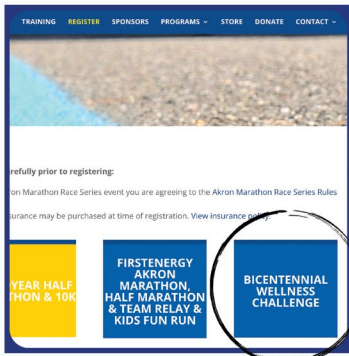 TRAINING REGISTER SPONSORS PROGRAMS STORE DONATE CONTACT
refully prior to registering:
ron Marathon Race Series event you are agreeing to the Akron Marathon Race Series Rules
surance may be purchased at time of registration. View insurance policy.
YEAR HALF
THON & 10K
FIRSTENERGY
AKRON
MARATHON,
HALF MARATHON
& TEAM RELAY &
KIDS FUN RUN
BICENTENNIAL
WELLNESS
CHALLENGE